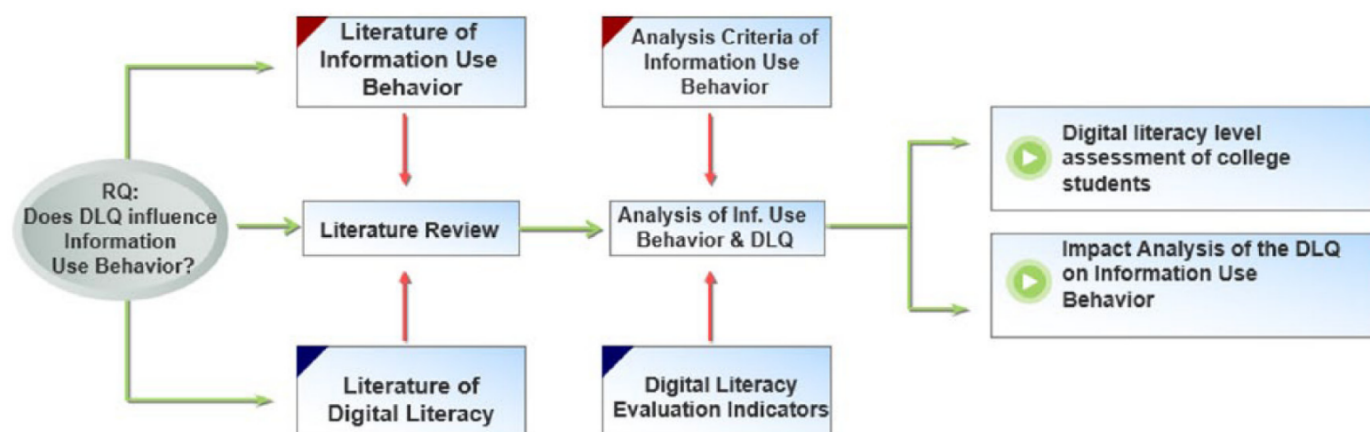 RQ:
Does DLQ influence
Information
Use Behavior?
Literature of
Information Use
Behavior
Literature Review
Literature of
Digital Literacy
Analysis Criteria of
Information Use
Behavior
Analysis of Inf. Use
Behavior & DLQ
Digital Literacy
Evaluation Indicators
Digital literacy level
assessment of college
students
Impact Analysis of the DLQ
on Information Use
Behavior